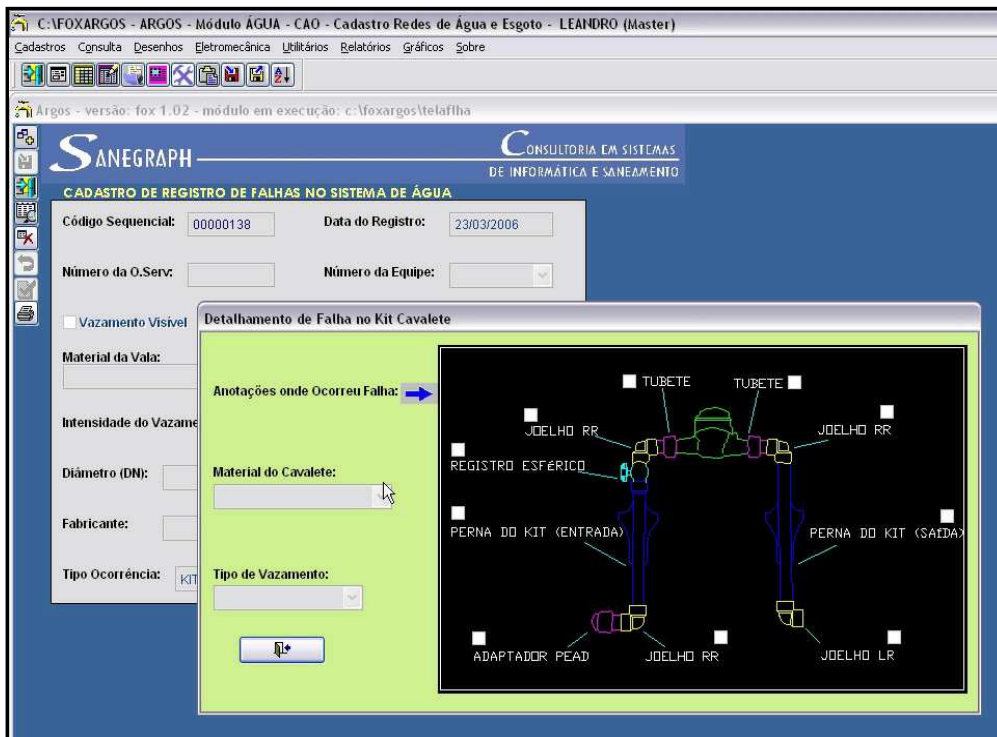 C:\FOXARGOS - ARGOS - Módulo ÁGUA - CAO - Cadastro Redes de Água e Esgoto - LEANDRO (Master)
Cadastros Consulta Desenhos Eletromecânica Utilitários Relatórios Gráficos Sobre
Argos - versão: fox 1.02 - módulo em execução: c:\foxargos\telaflha
SANEGRAPH
CONSULTORIA EM SISTEMAS
DE INFORMÁTICA E SANEAMENTO
CADASTRO DE REGISTRO DE FALHAS NO SISTEMA DE ÁGUA
Código Sequencial: 00000138 Data do Registro: 23/03/2006
Número da O.Serv: Número da Equipe:
Vazamento Visível
Material da Vala:
Intensidade do Vazame
Diâmetro (DN):
Fabricante:
Tipo Ocorrência: KIT
Detalhamento de Falha no Kit Cavalete
Anotações onde Ocorreu Falha:
Material do Cavalete:
Tipo de Vazamento:
TUBETE TUBETE
JOELHO RR JOELHO RR
REGISTRO ESFÉRICO
PERNA DO KIT (ENTRADA) PERNA DO KIT (SAÍDA)
ADAPTADOR PEAD JOELHO RR JOELHO LR